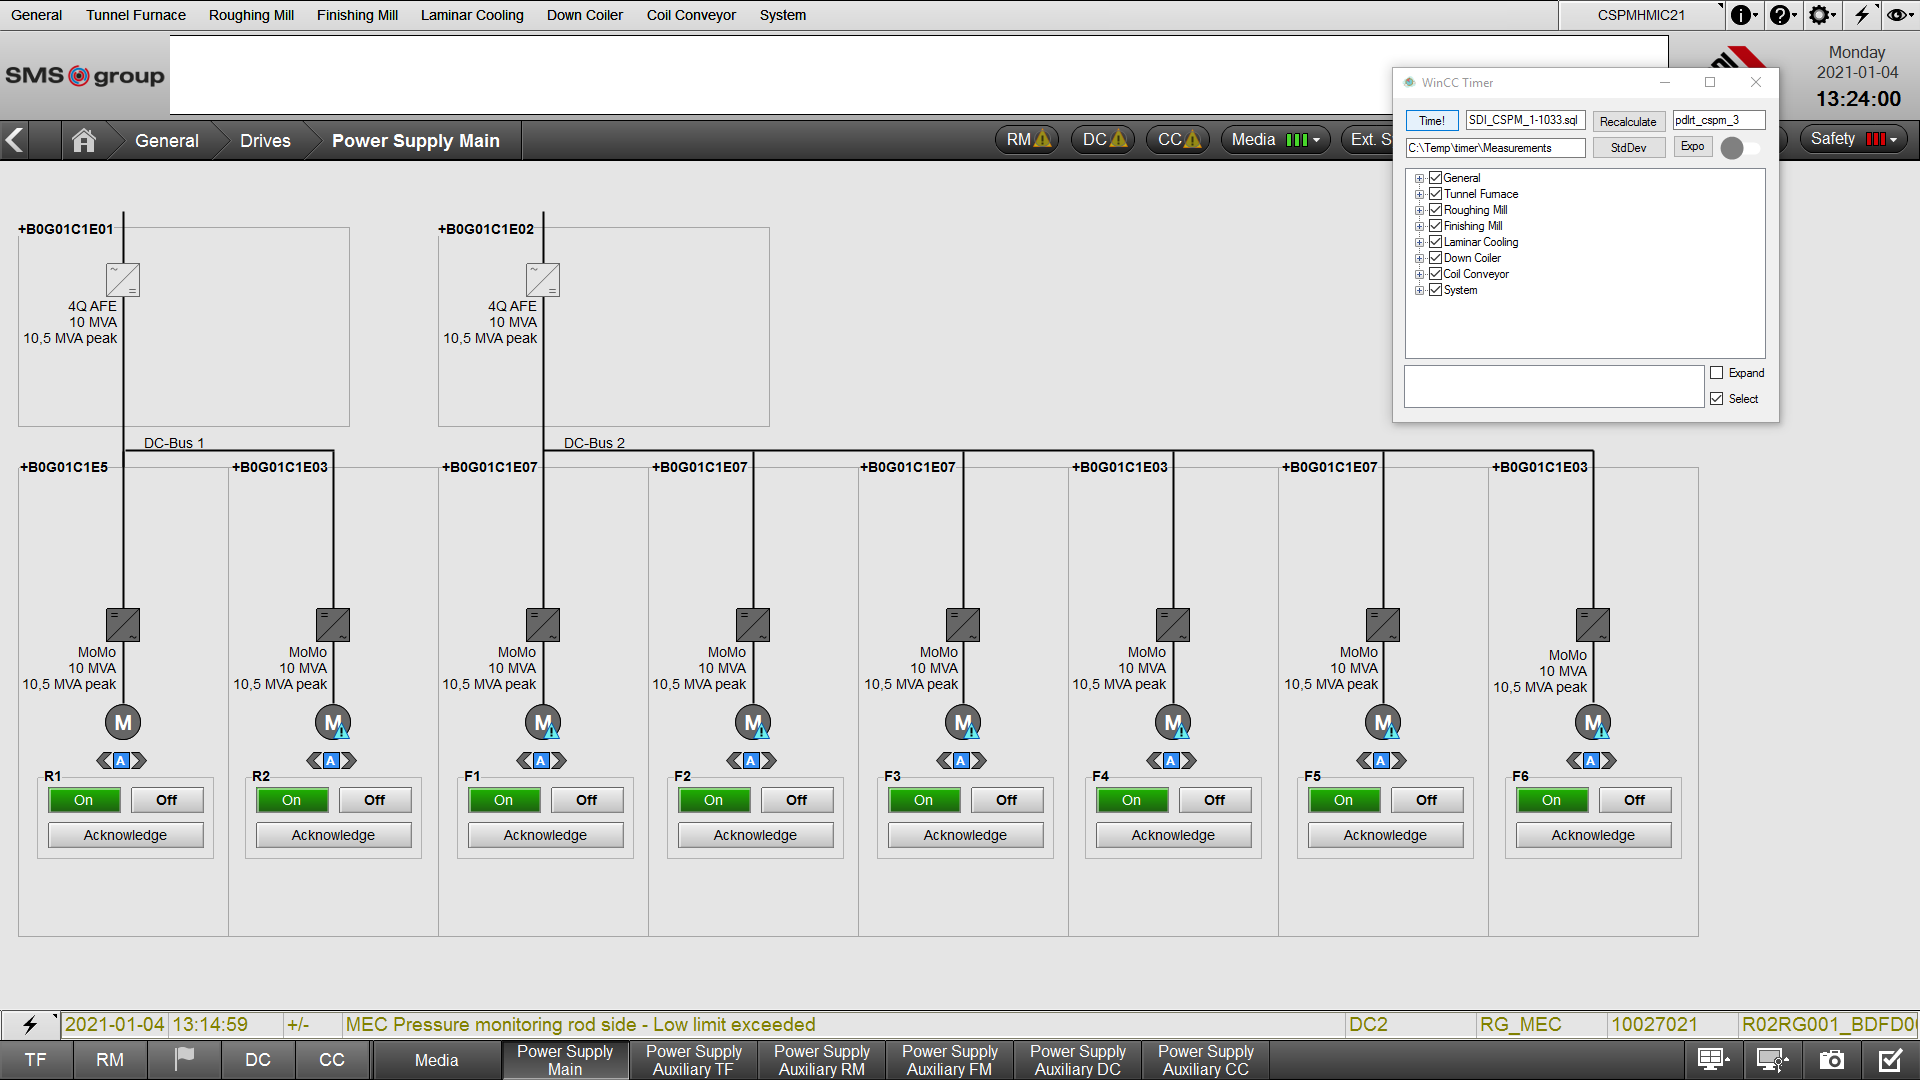 General Tunnel Furnace Roughing Mill Finishing Mill Laminar Cooling Down Coiler Coil Conveyor System CSPMHMIC21
SMS group
Monday
2021-01-04
13:24:00
General Drives Power Supply Main RM DC CC Media Ext. S Safety
WinCC Timer
Time! SDI_CSPM_1-1033.sql Recalculate pdlrt_cspm_3
C:\Temp\timer\Measurements StdDev Expo
General
Tunnel Furnace
Roughing Mill
Finishing Mill
Laminar Cooling
Down Coiler
Coil Conveyor
System
Expand
Select
+B0G01C1E01 +B0G01C1E02
4Q AFE 4Q AFE
10 MVA 10 MVA
10,5 MVA peak 10,5 MVA peak
DC-Bus 1 DC-Bus 2
+B0G01C1E5 +B0G01C1E03 +B0G01C1E07 +B0G01C1E07 +B0G01C1E07 +B0G01C1E03 +B0G01C1E07 +B0G01C1E03
MoMo MoMo MoMo MoMo MoMo MoMo MoMo MoMo
10 MVA 10 MVA 10 MVA 10 MVA 10 MVA 10 MVA 10 MVA 10 MVA
10,5 MVA peak 10,5 MVA peak 10,5 MVA peak 10,5 MVA peak 10,5 MVA peak 10,5 MVA peak 10,5 MVA peak 10,5 MVA peak
M M M M M M M M
A A A A A A A A
R1 R2 F1 F2 F3 F4 F5 F6
On Off On Off On Off On Off On Off On Off On Off On Off
Acknowledge Acknowledge Acknowledge Acknowledge Acknowledge Acknowledge Acknowledge Acknowledge
2021-01-04 13:14:59 +/- MEC Pressure monitoring rod side - Low limit exceeded DC2 RG_MEC 10027021
TF RM DC CC Media
Power Supply Main
Power Supply Auxiliary TF
Power Supply Auxiliary RM
Power Supply Auxiliary FM
Power Supply Auxiliary DC
Power Supply Auxiliary CC